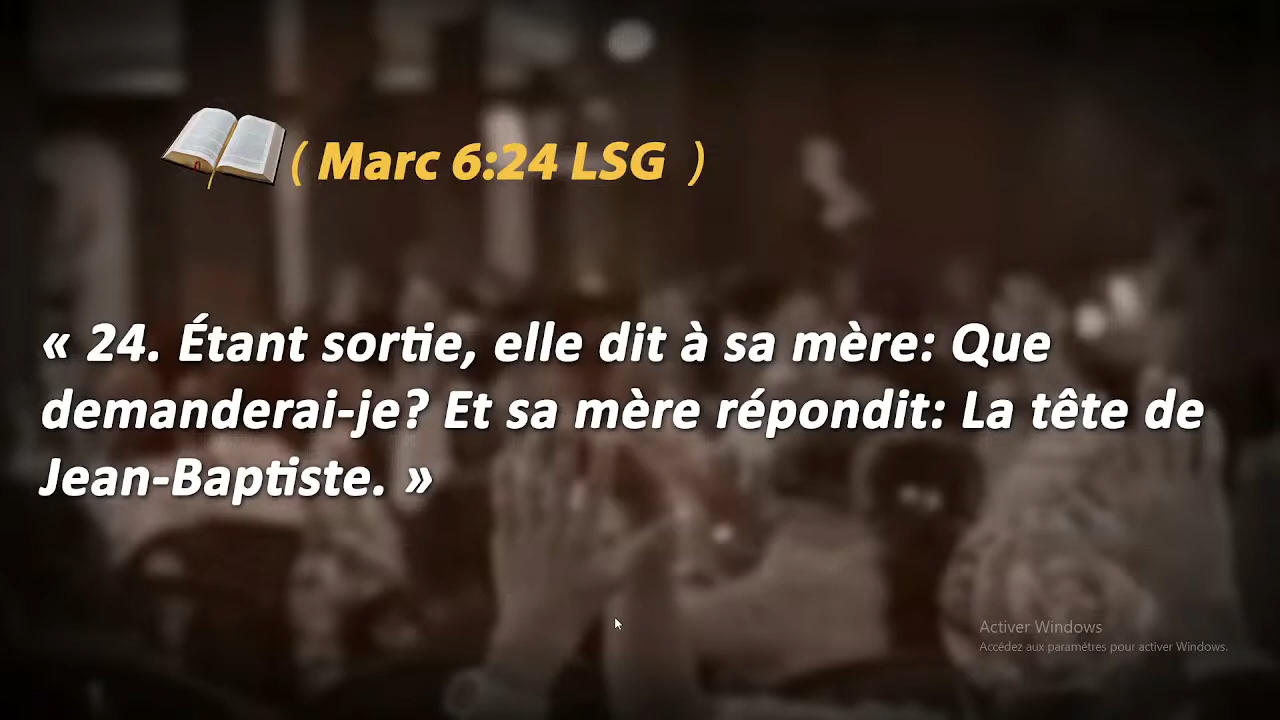 ( Marc 6:24 LSG )
« 24. Étant sortie, elle dit à sa mère: Que
demanderai-je? Et sa mère répondit: La tête de
Jean-Baptiste. »
Activer Windows
Accédez aux paramètres pour activer Windows.